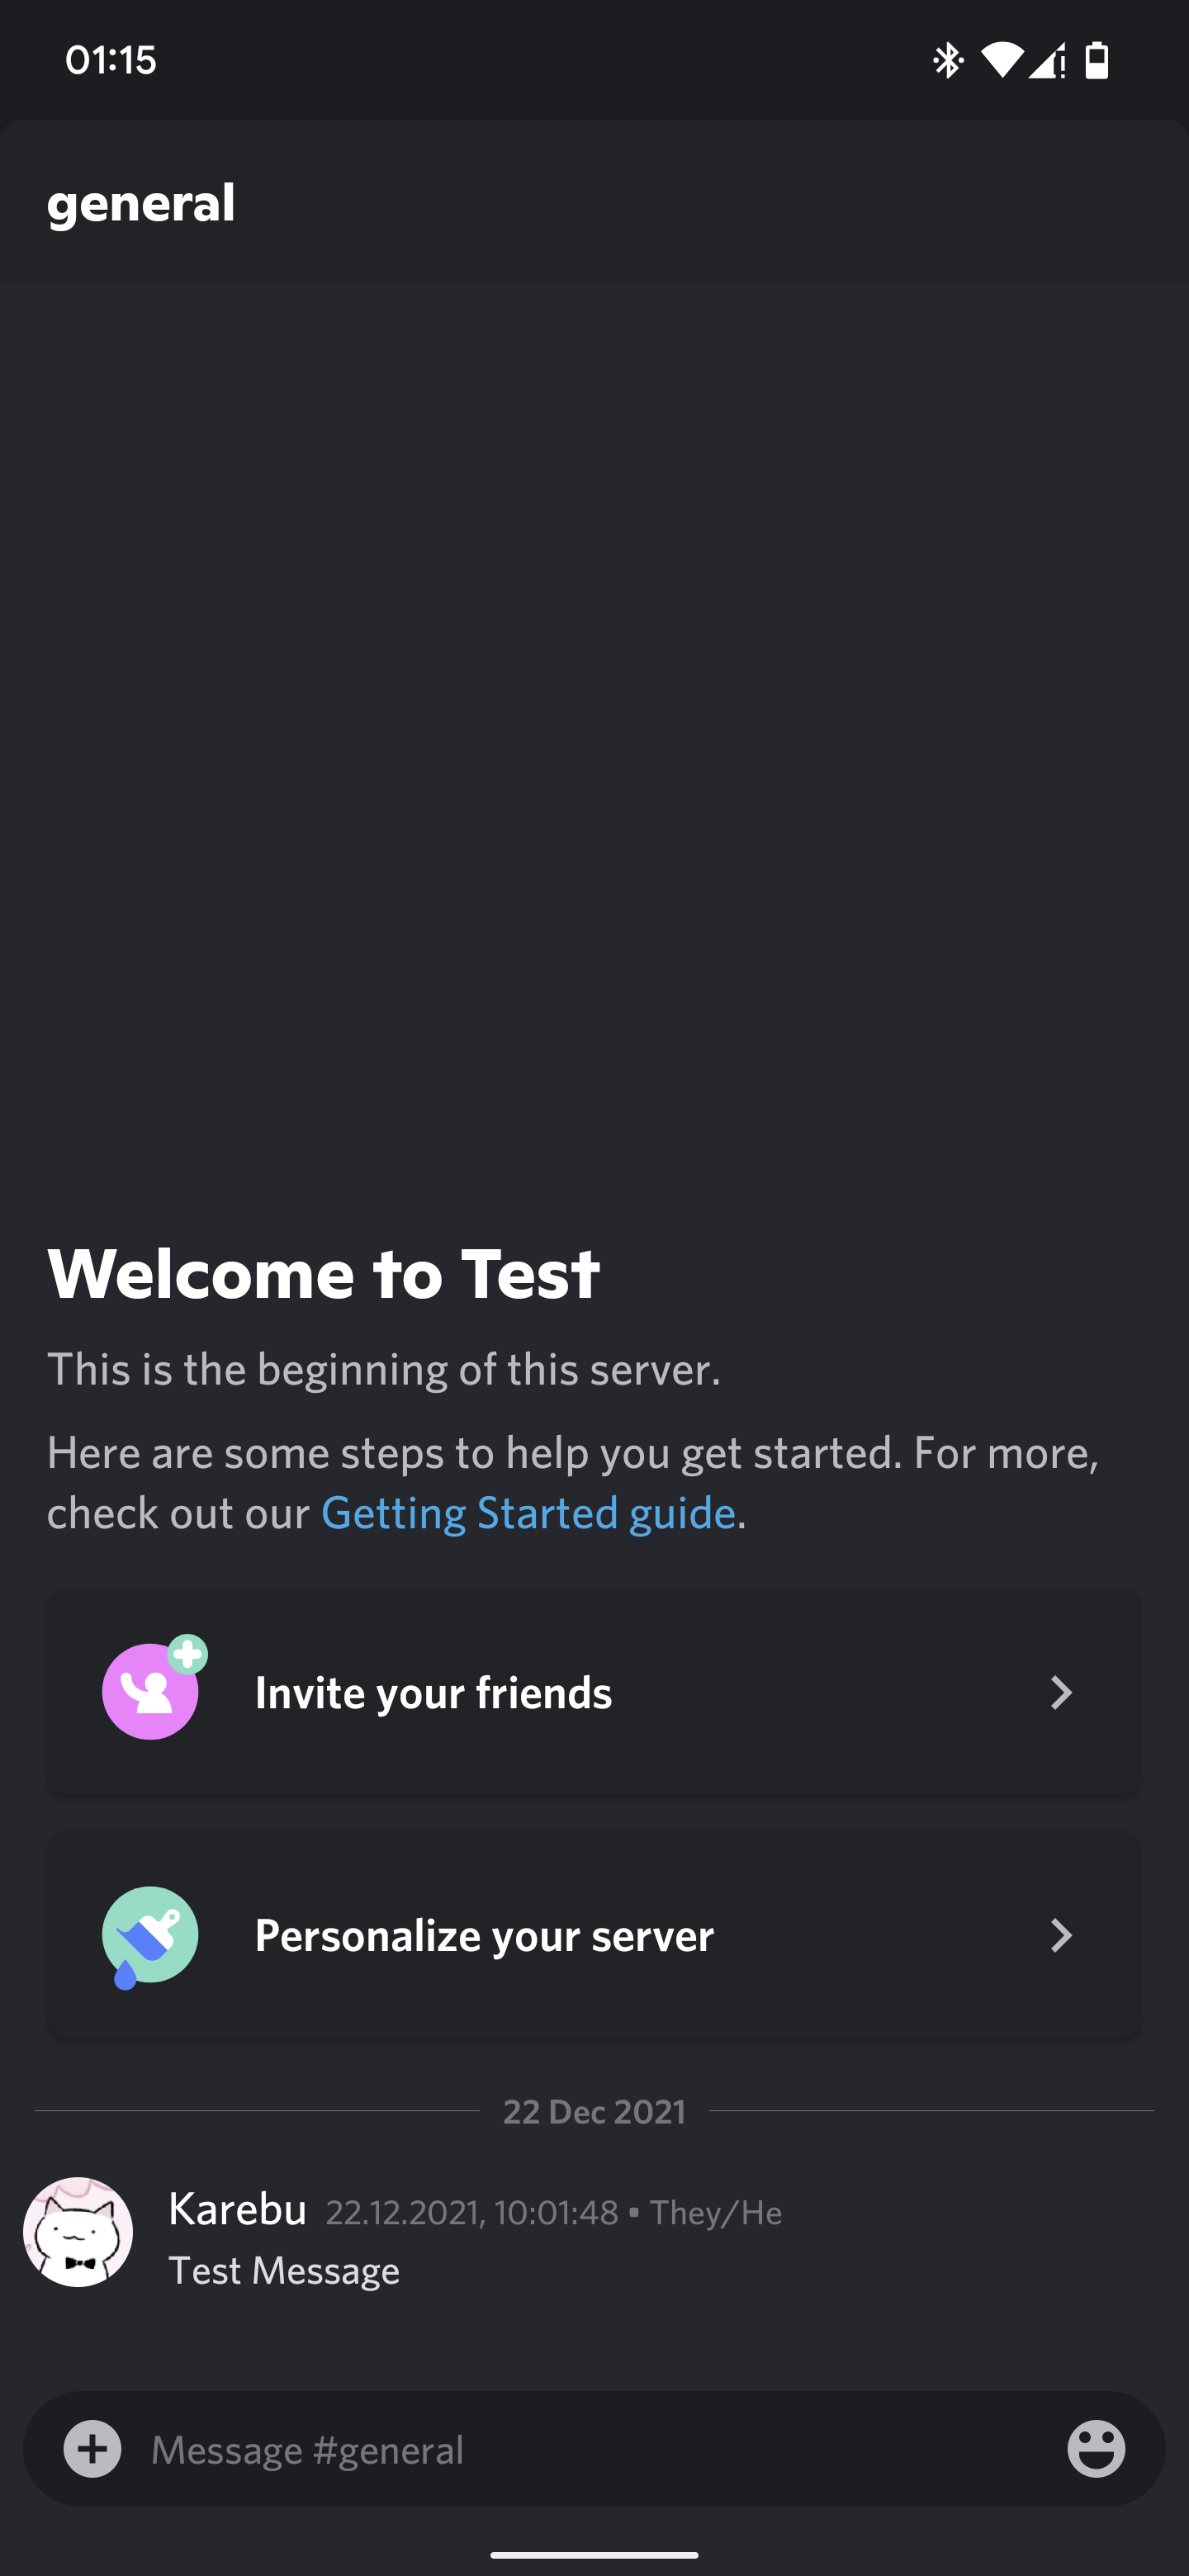 01:15
general
Welcome to Test
This is the beginning of this server.
Here are some steps to help you get started. For more,
check out our Getting Started guide.
Invite your friends
Personalize your server
22 Dec 2021
Karebu 22.12.2021, 10:01:48 • They/He
Test Message
Message #general